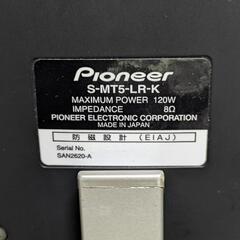 Pioneer
S-MT5-LR-K
MAXIMUM POWER 120W
IMPEDANCE 8Ω
PIONEER ELECTRONIC CORPORATION
MADE IN JAPAN
防磁設計 (EIAJ)
Serial No.
SAN2620-A